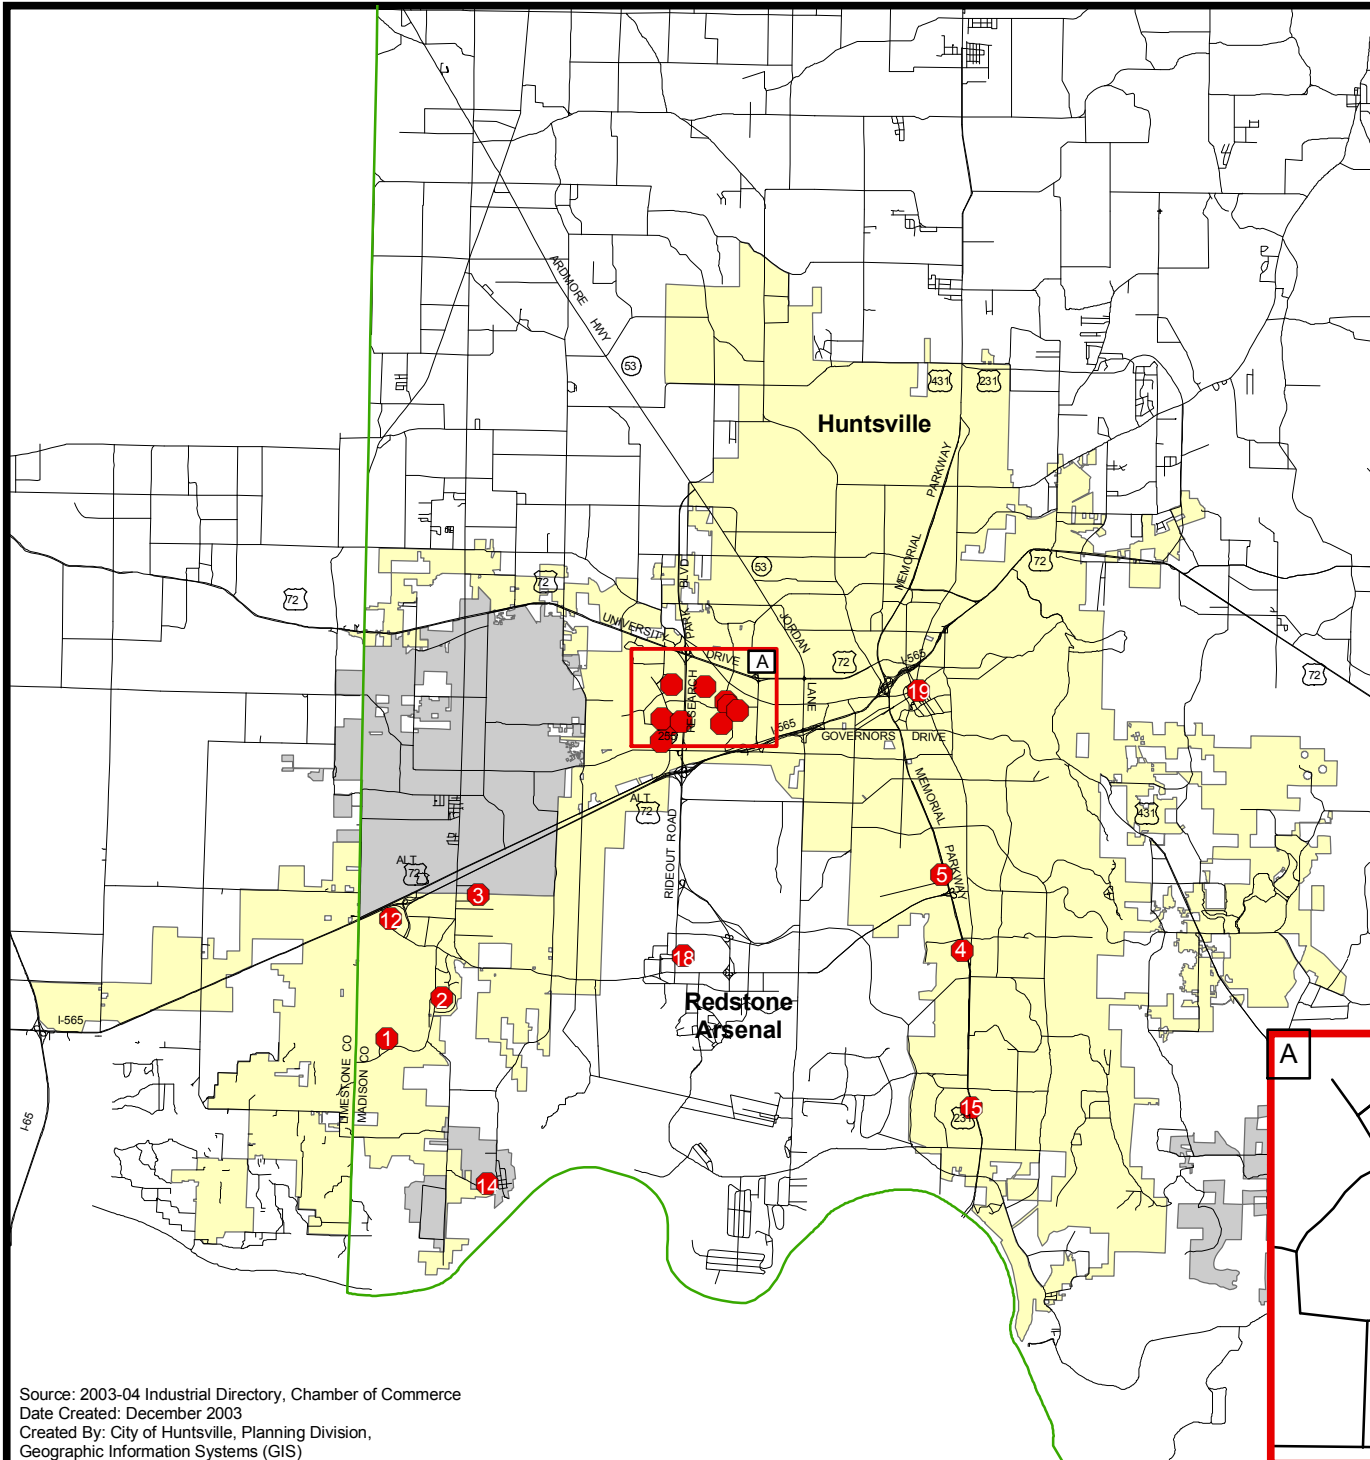 ARDMORE
HWY
53
431
231
Huntsville
PARKWAY
MEMORIAL
53
72
72
72
PARK BLVD
JORDAN
UNIVERSITY
DRIVE
A
72
I-565
72
RESEARCH
LANE
19
255
I-565
GOVERNORS DRIVE
ALT
72
MEMORIAL
PARKWAY
431
RIDEOUT ROAD
ALT
72
5
3
12
4
18
2
Redstone
Arsenal
I-565
1
LIMESTONE CO
MADISON CO
A
I-65
15
231
14
Source: 2003-04 Industrial Directory, Chamber of Commerce
Date Created: December 2003
Created By: City of Huntsville, Planning Division,
Geographic Information Systems (GIS)